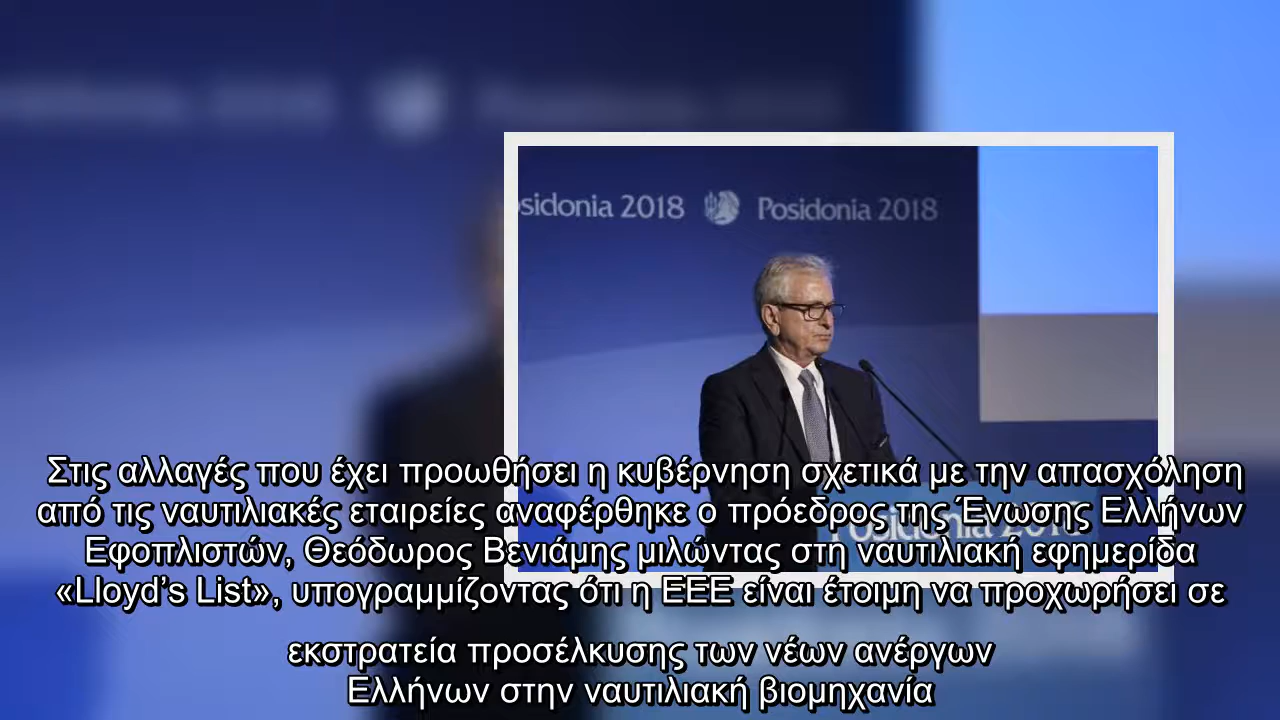 osidonia 2018 Posidonia 2018
Στις αλλαγές που έχει προωθήσει η κυβέρνηση σχετικά με την απασχόληση
από τις ναυτιλιακές εταιρείες αναφέρθηκε ο πρόεδρος της Ένωσης Ελλήνων
Posidonia 2018
Εφοπλιστών, Θεόδωρος Βενιάμης μιλώντας στη ναυτιλιακή εφημερίδα
«Lloyd’s List», υπογραμμίζοντας ότι η ΕΕΕ είναι έτοιμη να προχωρήσει σε
εκστρατεία προσέλκυσης των νέων ανέργων
Ελλήνων στην ναυτιλιακή βιομηχανία